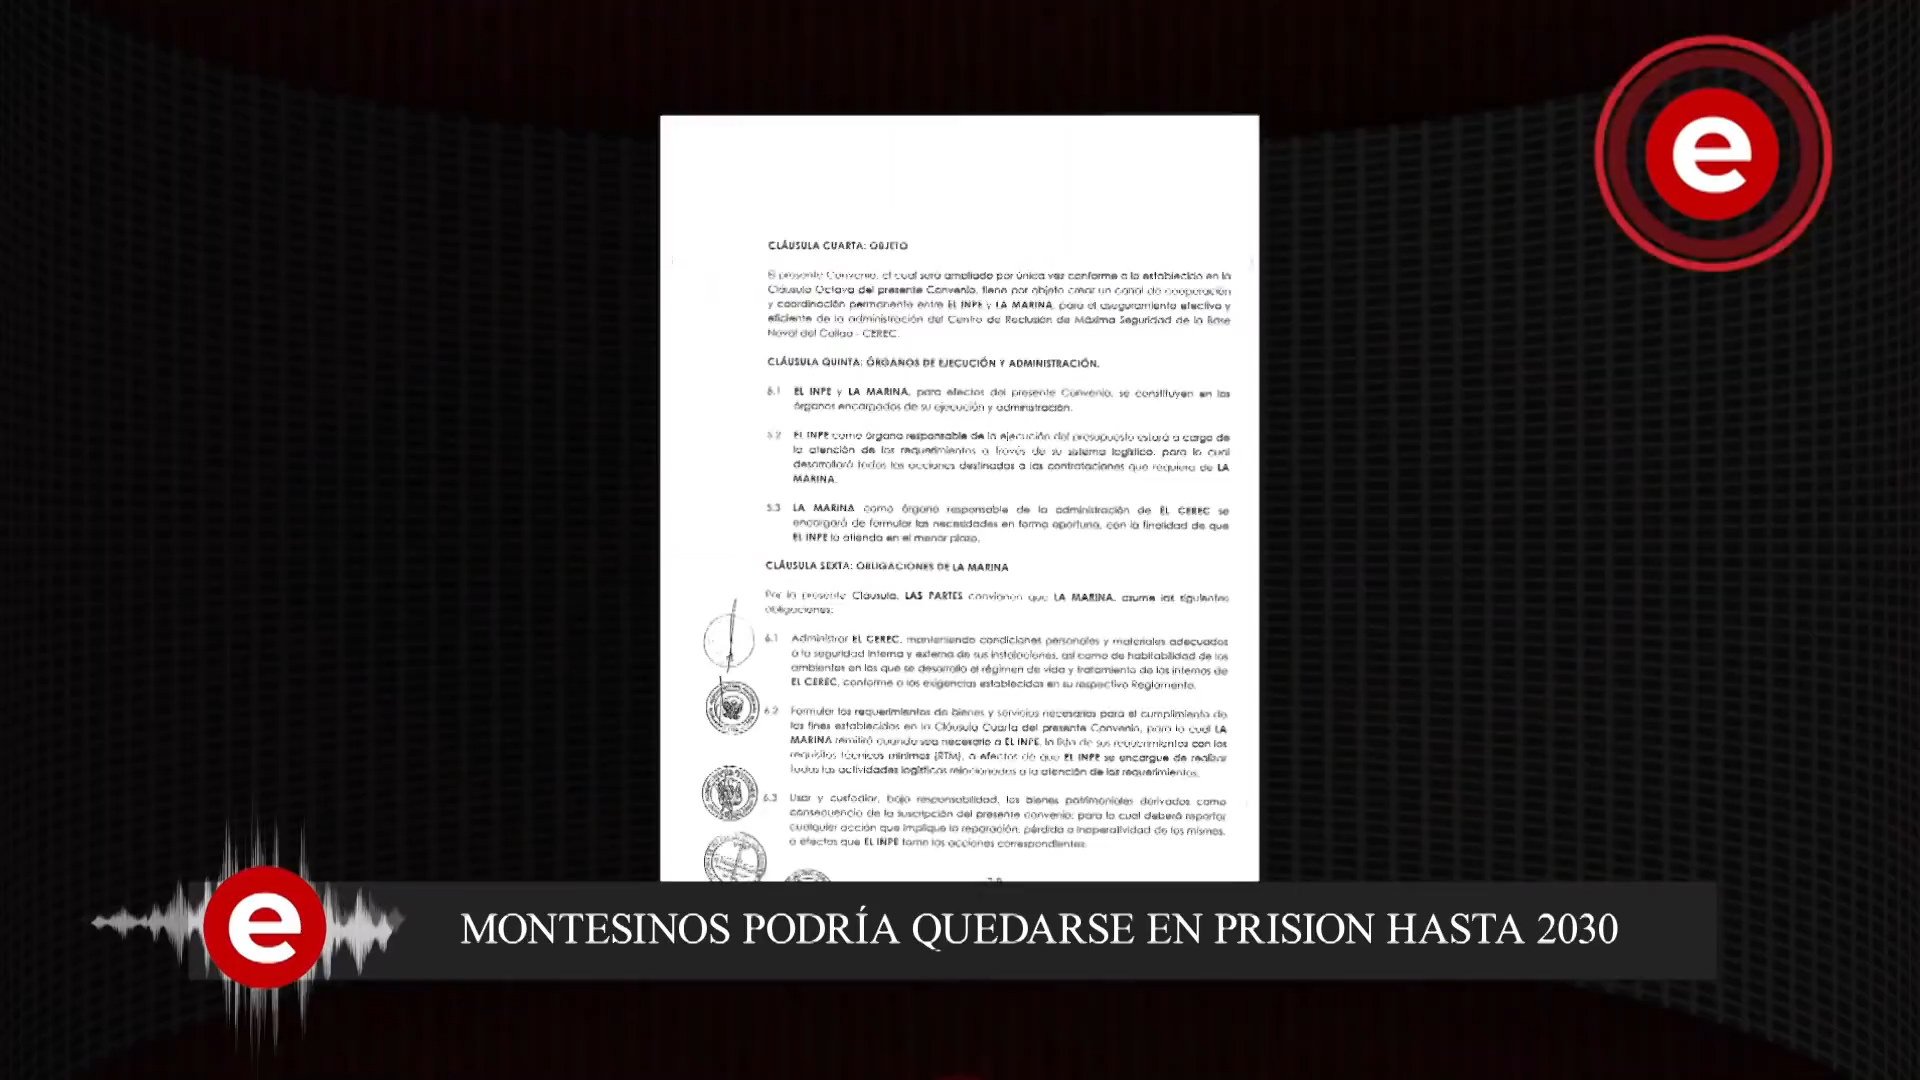 e
CLÁUSULA CUARTA: OBJETO
El presente Convenio, el cual será ampliado por única vez conforme a lo establecido en la
Cláusula Octava del presente Convenio, tiene por objeto crear un canal de cooperación
y coordinación permanente entre EL INPE y LA MARINA, para el aseguramiento efectivo y
eficiente de la administración del Centro de Reclusión de Máxima Seguridad de la Base
Naval del Callao - CEREC.
CLÁUSULA QUINTA: ÓRGANOS DE EJECUCIÓN Y ADMINISTRACIÓN.
5.1 EL INPE y LA MARINA, para efectos del presente Convenio, se constituyen en los
órganos encargados de su ejecución y administración.
5.2 EL INPE como órgano responsable de la ejecución del presupuesto estará a cargo de
la atención de los requerimientos a través de su sistema logístico, para lo cual
desarrollará todas las acciones destinadas a las contrataciones que requiera de LA
MARINA.
5.3 LA MARINA como órgano responsable de la administración de EL CEREC se
encargará de formular las necesidades en forma oportuna, con la finalidad de que
EL INPE lo atienda en el menor plazo.
CLÁUSULA SEXTA: OBLIGACIONES DE LA MARINA
Por la presente Cláusula, LAS PARTES convienen que LA MARINA, asume las siguientes
obligaciones:
6.1 Administrar EL CEREC, manteniendo condiciones personales y materiales adecuados
a la seguridad interna y externa de sus instalaciones, así como de habitabilidad de los
ambientes en los que se desarrolla el régimen de vida y tratamiento de los internos de
EL CEREC, conforme a las exigencias establecidas en su respectivo Reglamento.
6.2 Formular los requerimientos de bienes y servicios necesarios para el cumplimiento de
los fines establecidos en la Cláusula Cuarta del presente Convenio, para lo cual LA
MARINA remitirá cuando sea necesario a EL INPE, la lista de sus requerimientos con los
requisitos técnicos mínimos (RTM), a efectos de que EL INPE se encargue de realizar
todas las actividades logísticas relacionadas a la atención de los requerimientos.
6.3 Usar y custodiar, bajo responsabilidad, los bienes patrimoniales derivados como
consecuencia de la suscripción del presente convenio; para lo cual deberá reportar
cualquier acción que implique la reparación, pérdida o inoperatividad de los mismos,
a efectos que EL INPE tome las acciones correspondientes.
e
MONTESINOS PODRÍA QUEDARSE EN PRISION HASTA 2030